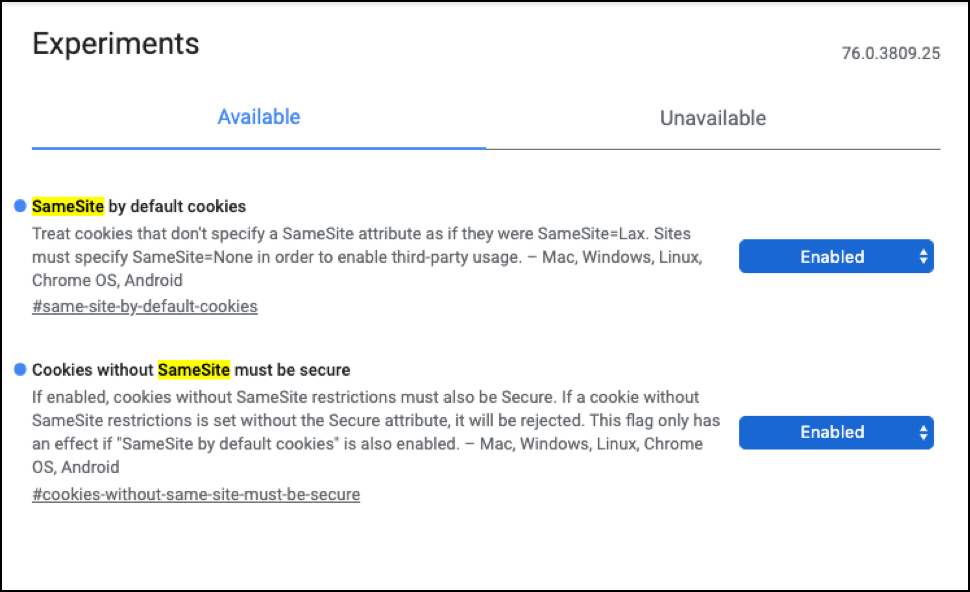 Experiments
76.0.3809.25
Available
Unavailable
SameSite by default cookies
Treat cookies that don't specify a SameSite attribute as if they were SameSite=Lax. Sites
must specify SameSite=None in order to enable third-party usage. – Mac, Windows, Linux,
Chrome OS, Android
#same-site-by-default-cookies
Enabled
Cookies without SameSite must be secure
If enabled, cookies without SameSite restrictions must also be Secure. If a cookie without
SameSite restrictions is set without the Secure attribute, it will be rejected. This flag only has
an effect if "SameSite by default cookies" is also enabled. – Mac, Windows, Linux, Chrome
OS, Android
#cookies-without-same-site-must-be-secure
Enabled